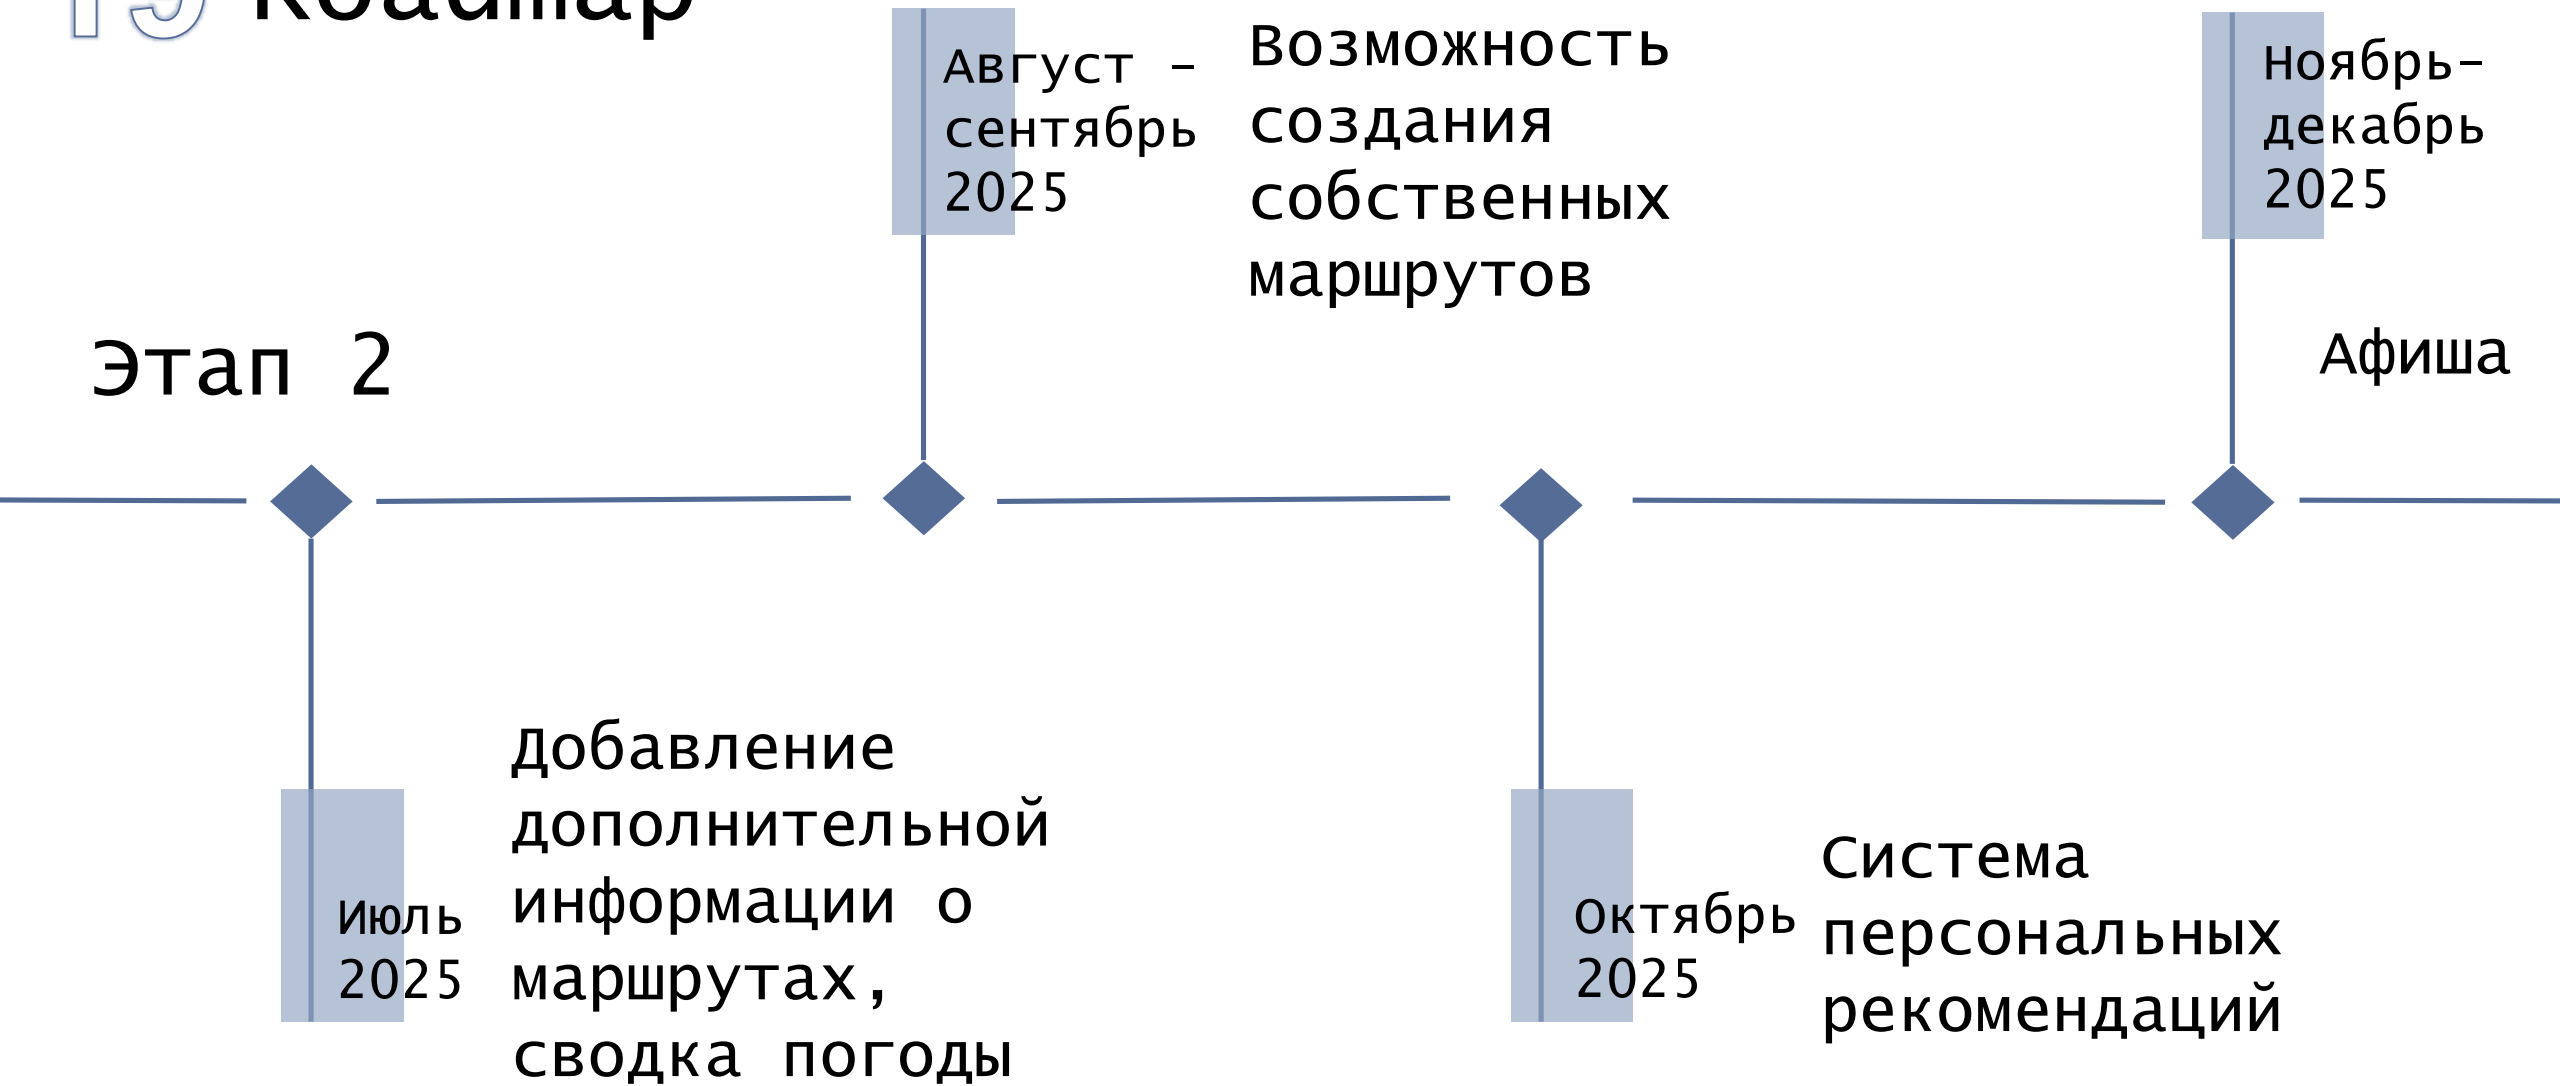 Roadmap
Этап 2
Июль
2025
Добавление
дополнительной
информации о
маршрутах,
сводка погоды
Август –
сентябрь
2025
Возможность
создания
собственных
маршрутов
Октябрь
2025
Система
персональных
рекомендаций
Ноябрь–
декабрь
2025
Афиша